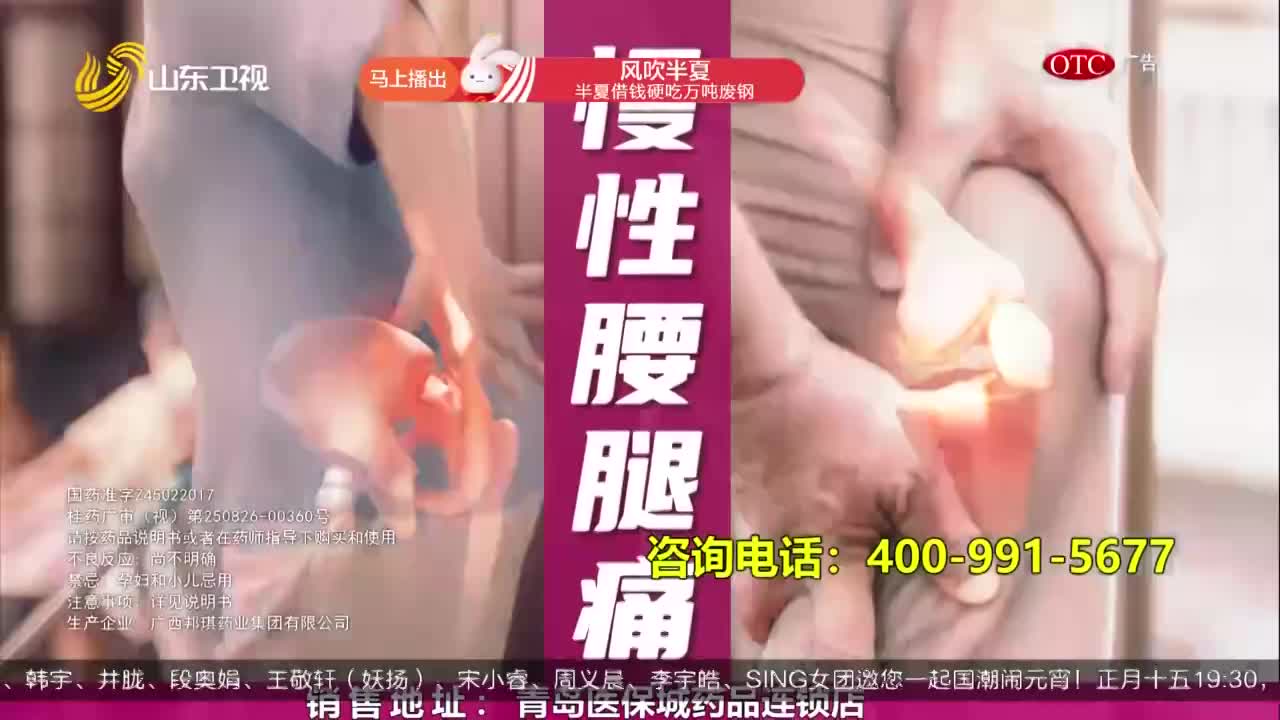 山东卫视
马上播出
风吹半夏
半夏借钱硬吃万吨废钢
OTC
广告
慢性腰腿痛
国药准字Z45022017
桂药广审（视）第250826-00360号
请按药品说明书或者在药师指导下购买和使用
不良反应：尚不明确
禁忌：孕妇和小儿忌用
注意事项：详见说明书
生产企业：广西邦琪药业集团有限公司
咨询电话：400-991-5677
、韩宇、井胧、段奥娟、王敬轩（妖扬）、宋小睿、周义晨、李宇皓、SING女团邀您一起国潮闹元宵！正月十五19:30,
销售地址：青岛医保城药品连锁店